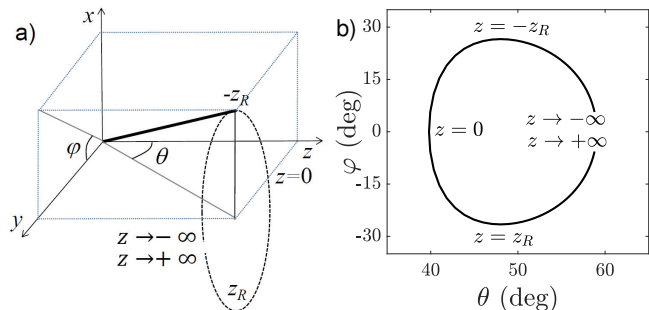 a)
x
-z_R
φ
θ
z
z=0
y
z → − ∞
z → + ∞
z_R
b)
30
15
0
-15
-30
φ (deg)
z = −z_R
z = 0
z → −∞
z → +∞
z = z_R
40
50
60
θ (deg)